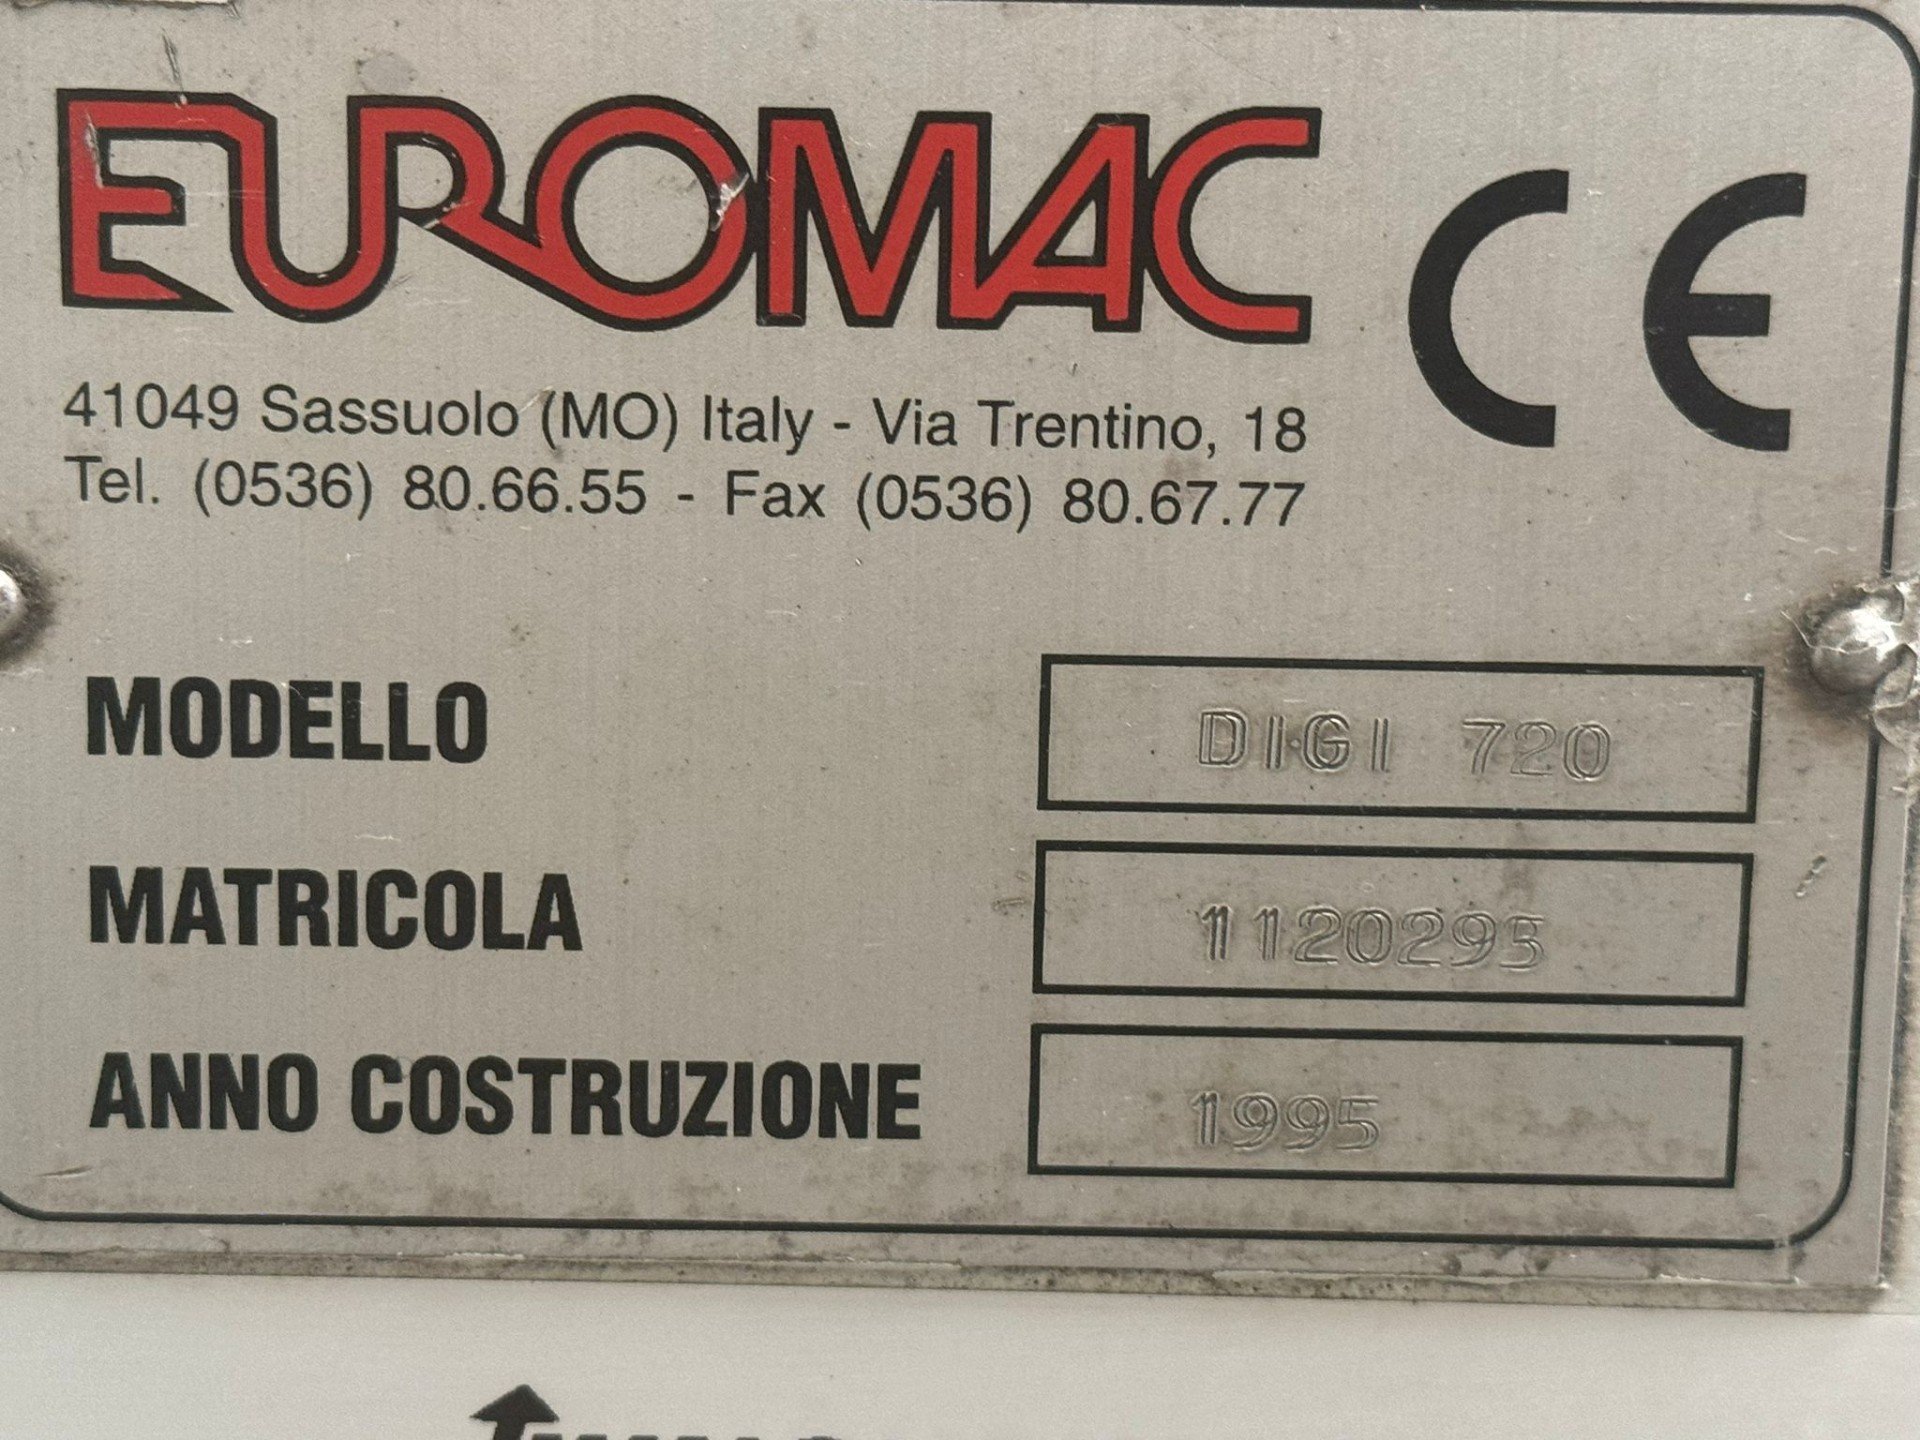 EUROMAC CE
41049 Sassuolo (MO) Italy - Via Trentino, 18
Tel. (0536) 80.66.55 - Fax (0536) 80.67.77
MODELLO DIGI 720
MATRICOLA 1120295
ANNO COSTRUZIONE 1995